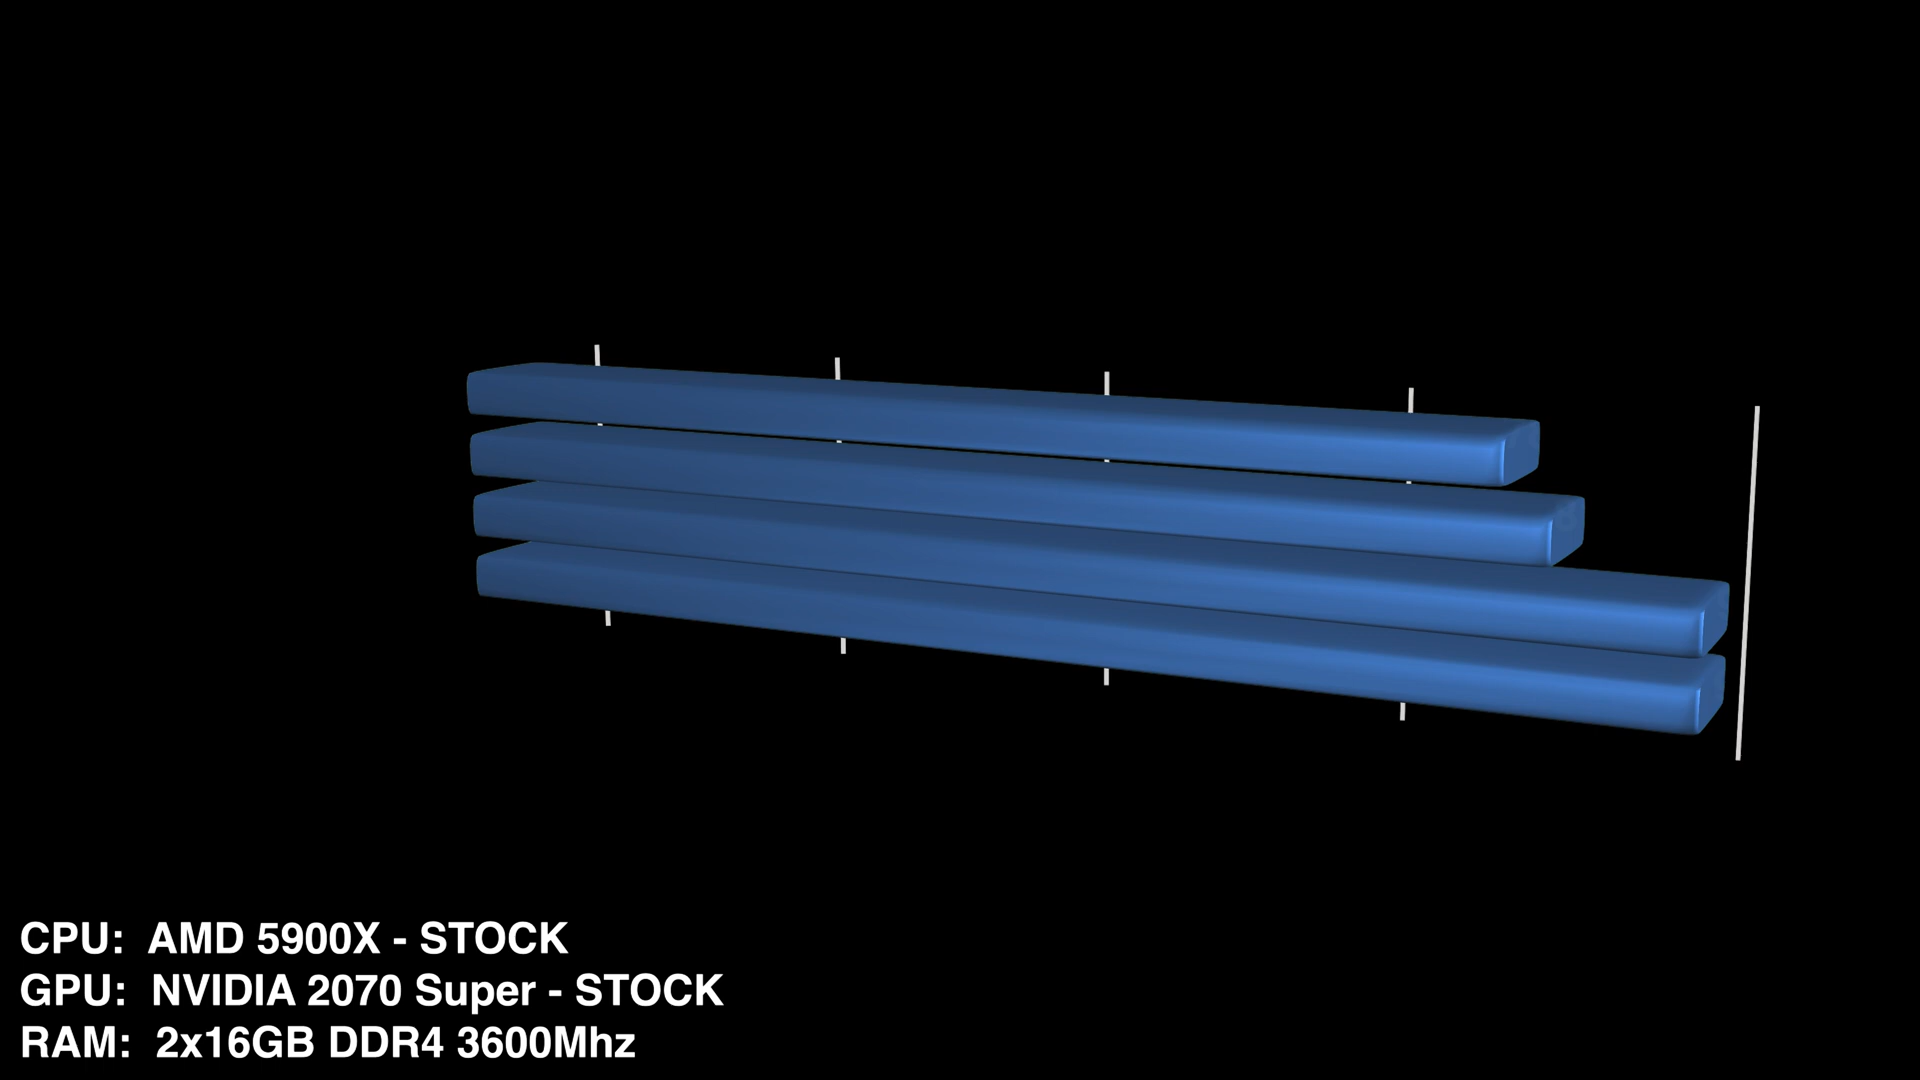 CPU: AMD 5900X - STOCK
GPU: NVIDIA 2070 Super - STOCK
RAM: 2x16GB DDR4 3600Mhz